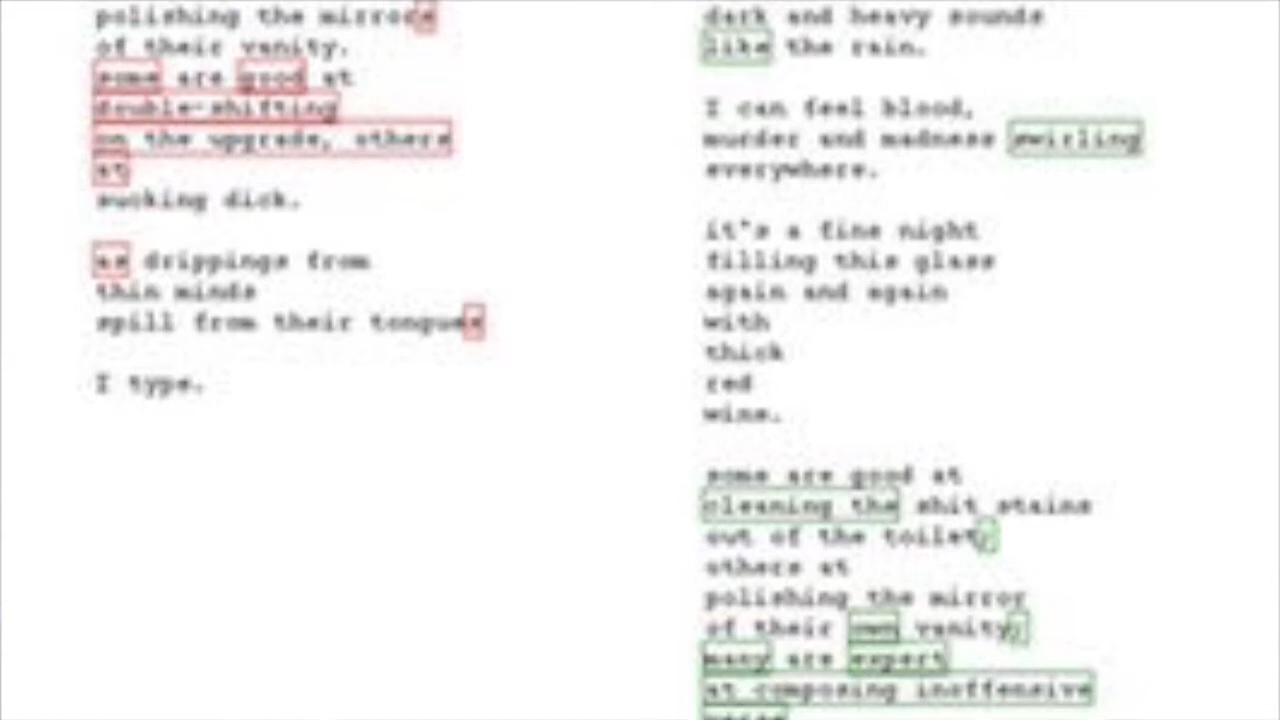 polishing the mirrors
of their vanity.
some are good at
double-shifting
on the upgrade, others
at
sucking dick.
as drippings from
thin minds
spill from their tongues
I type.
dark and heavy sounds
like the rain.
I can feel blood,
murder and madness swirling
everywhere.
it's a fine night
filling this glass
again and again
with
thick
red
wine.
some are good at
cleaning the shit stains
out of the toilet;
others at
polishing the mirror
of their own vanity;
many are expert
at composing inoffensive
verse